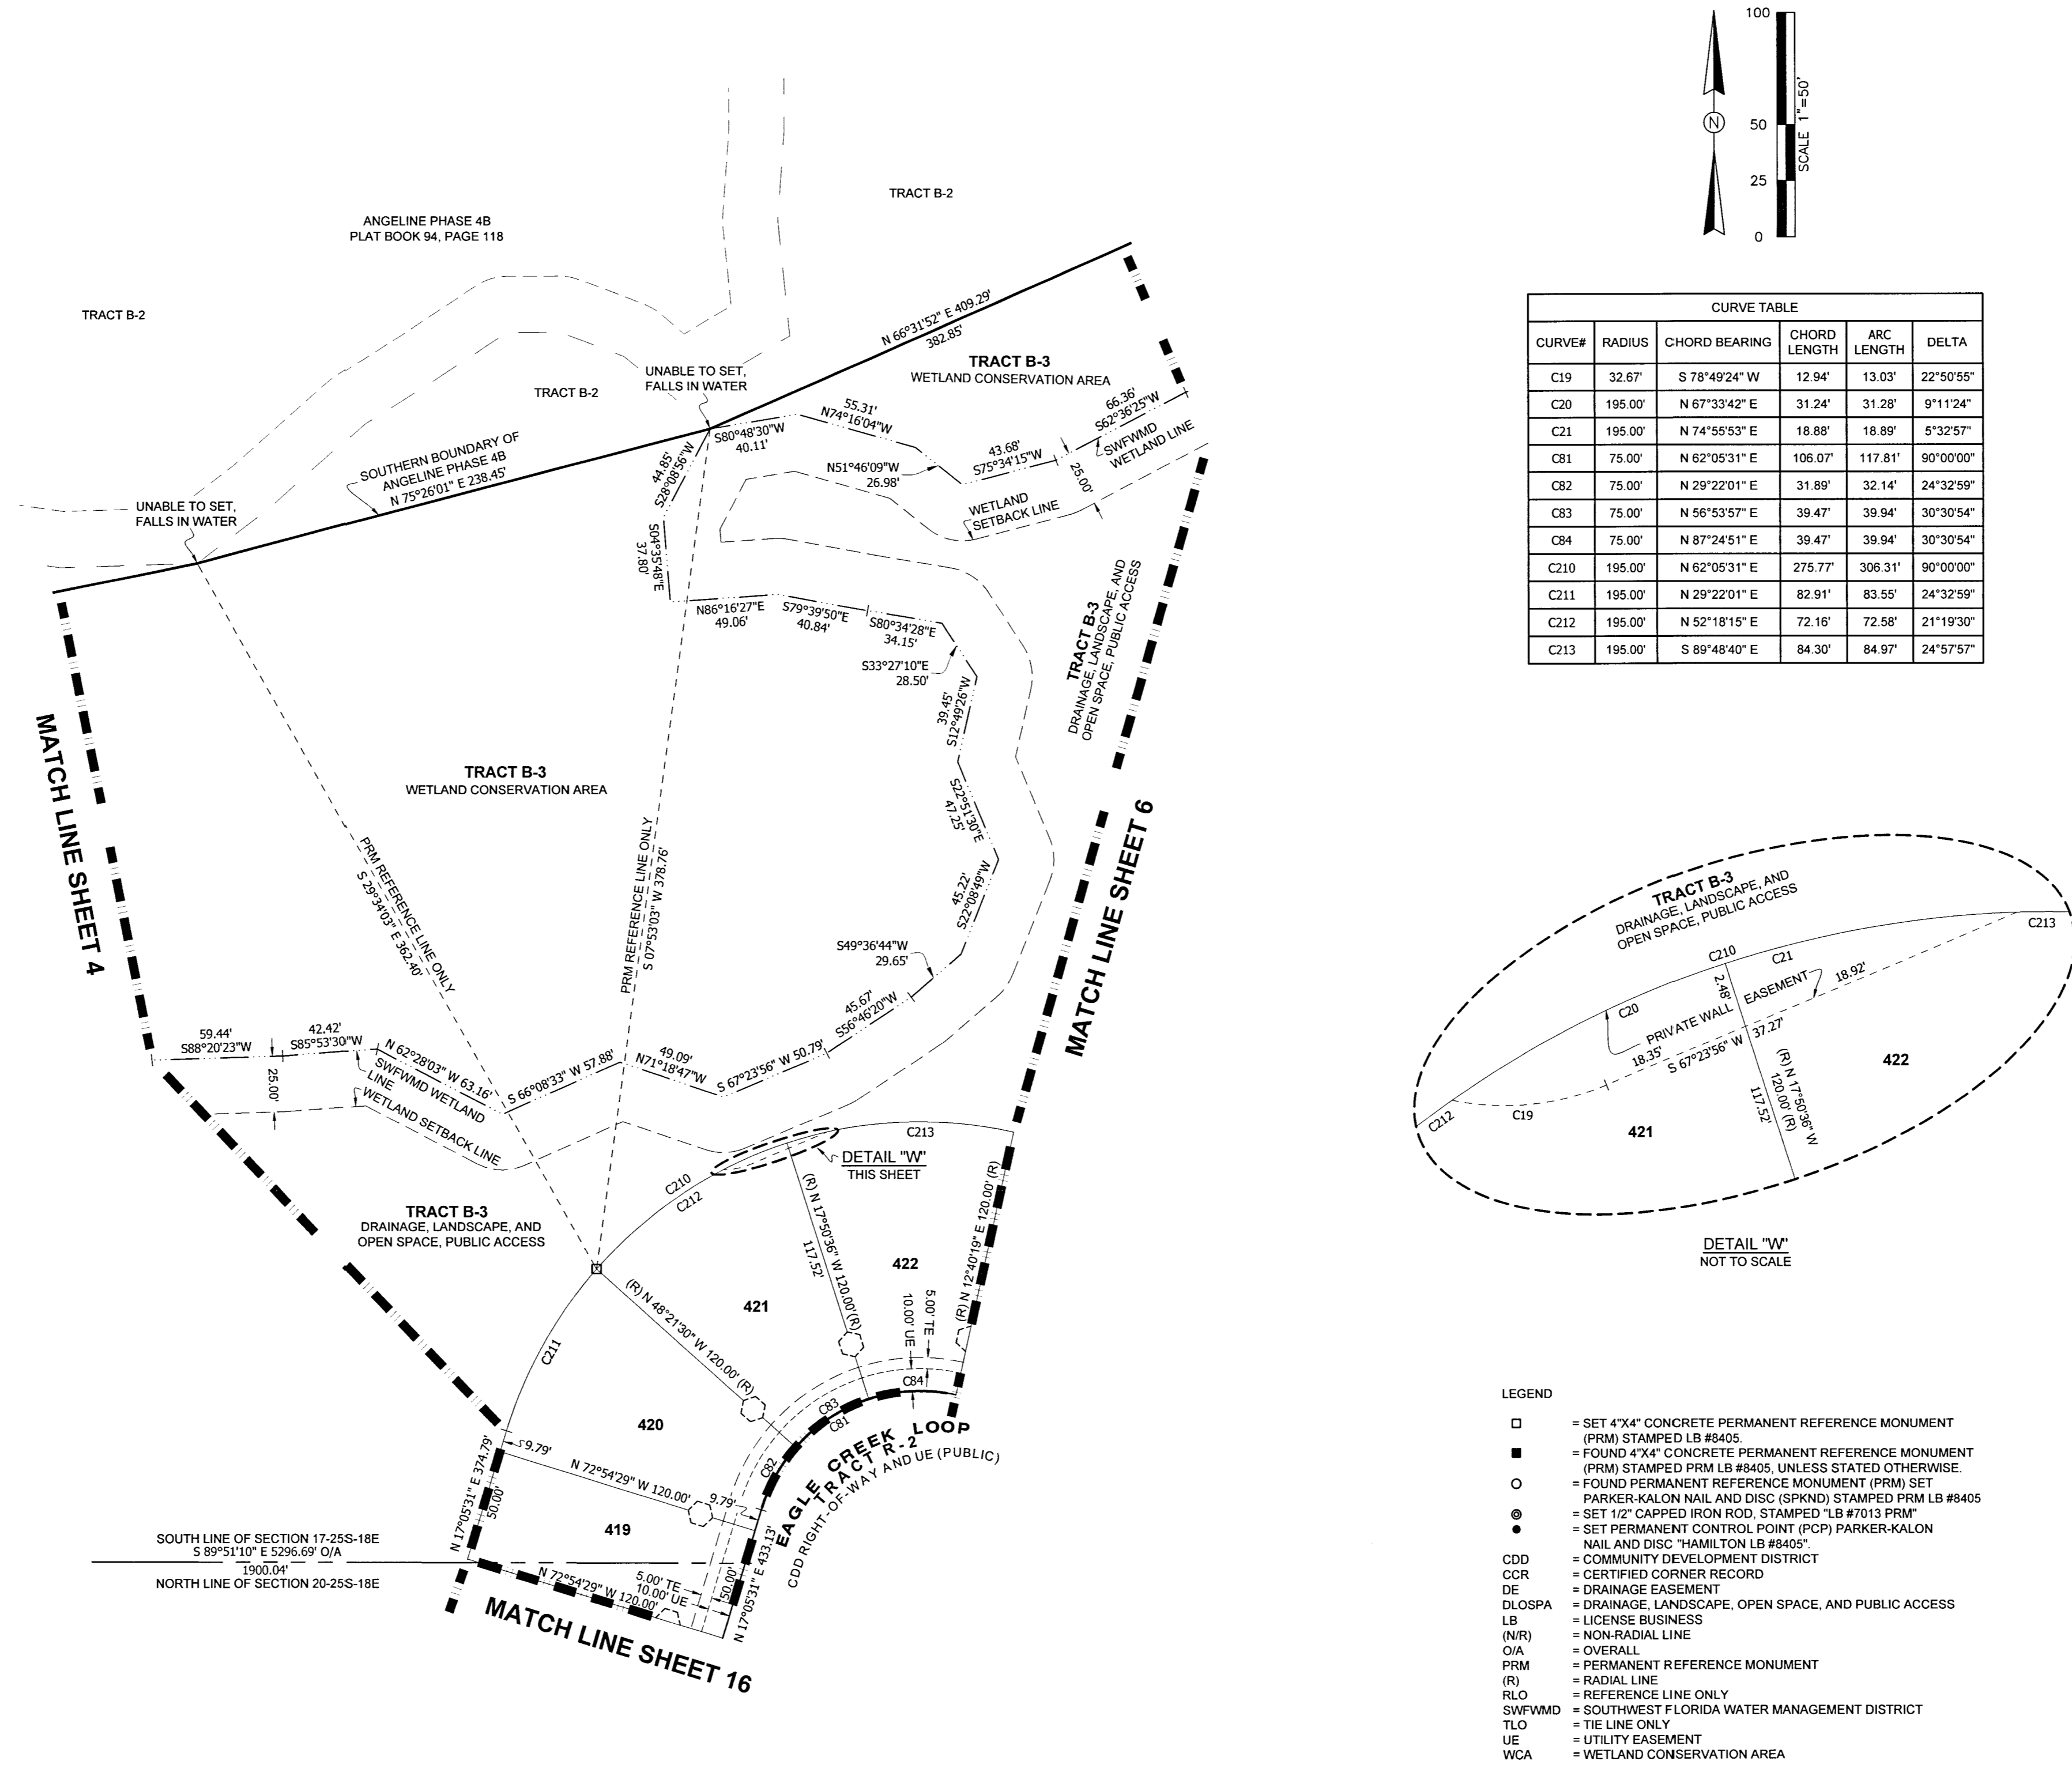 ANGELINE PHASE 4B
PLAT BOOK 94, PAGE 118
TRACT B-2
TRACT B-2
TRACT B-2
UNABLE TO SET,
FALLS IN WATER
UNABLE TO SET,
FALLS IN WATER
SOUTHERN BOUNDARY OF
ANGELINE PHASE 4B
N 75°26'01" E 238.45'
N 66°31'52" E 409.29'
382.85'
TRACT B-3
WETLAND CONSERVATION AREA
S80°48'30"W
40.11'
55.31'
N74°16'04"W
N51°46'09"W
26.98'
43.68'
S75°34'15"W
66.36'
S62°36'25"W
SWFWMD
WETLAND LINE
25.00'
WETLAND
SETBACK LINE
44.85'
S28°08'56"W
S04°35'48"E
37.80'
N86°16'27"E
49.06'
S79°39'50"E
40.84'
S80°34'28"E
34.15'
S33°27'10"E
28.50'
39.45'
S12°49'26"W
S22°51'30"E
47.25'
45.22'
S22°08'49"W
S49°36'44"W
29.65'
45.67'
S56°46'20"W
S 67°23'56" W 50.79'
49.09'
N71°18'47"W
S 66°08'33" W 57.88'
N 62°28'03" W 63.16'
42.42'
S85°53'30"W
59.44'
S88°20'23"W
25.00'
SWFWMD WETLAND
LINE
WETLAND SETBACK LINE
TRACT B-3
WETLAND CONSERVATION AREA
PRM REFERENCE LINE ONLY
S 29°34'03" E 362.40'
PRM REFERENCE LINE ONLY
S 07°53'03" W 378.76'
TRACT B-3
DRAINAGE, LANDSCAPE, AND
OPEN SPACE, PUBLIC ACCESS
MATCH LINE SHEET 4
MATCH LINE SHEET 6
TRACT B-3
DRAINAGE, LANDSCAPE, AND
OPEN SPACE, PUBLIC ACCESS
C213
DETAIL "W"
THIS SHEET
C210
C212
C211
(R) N 17°50'36" W 120.00'(R)
117.52'
(R) N 12°40'19" E 120.00' (R)
(R) N 48°21'30" W 120.00' (R)
422
421
420
419
5.00' TE
10.00' UE
C84
C83
C81
C82
EAGLE CREEK LOOP
TRACT R-2
CDD RIGHT-OF-WAY AND UE (PUBLIC)
9.79'
N 72°54'29" W 120.00'
9.79'
N 17°05'31" E 374.79'
50.00'
N 72°54'29" W 120.00'
5.00' TE
10.00' UE
50.00'
N 17°05'31" E 433.13'
SOUTH LINE OF SECTION 17-25S-18E
S 89°51'10" E 5296.69' O/A
1900.04'
NORTH LINE OF SECTION 20-25S-18E
MATCH LINE SHEET 16
N
100
50
25
0
SCALE 1"=50'
CURVE TABLE
CURVE# RADIUS CHORD BEARING CHORD LENGTH ARC LENGTH DELTA
C19 32.67' S 78°49'24" W 12.94' 13.03' 22°50'55"
C20 195.00' N 67°33'42" E 31.24' 31.28' 9°11'24"
C21 195.00' N 74°55'53" E 18.88' 18.89' 5°32'57"
C81 75.00' N 62°05'31" E 106.07' 117.81' 90°00'00"
C82 75.00' N 29°22'01" E 31.89' 32.14' 24°32'59"
C83 75.00' N 56°53'57" E 39.47' 39.94' 30°30'54"
C84 75.00' N 87°24'51" E 39.47' 39.94' 30°30'54"
C210 195.00' N 62°05'31" E 275.77' 306.31' 90°00'00"
C211 195.00' N 29°22'01" E 82.91' 83.55' 24°32'59"
C212 195.00' N 52°18'15" E 72.16' 72.58' 21°19'30"
C213 195.00' S 89°48'40" E 84.30' 84.97' 24°57'57"
TRACT B-3
DRAINAGE, LANDSCAPE, AND
OPEN SPACE, PUBLIC ACCESS
C213
C210
C21
C20
2.48'
PRIVATE WALL EASEMENT
18.92'
18.35'
S 67°23'56" W 37.27'
C19
C212
421
422
(R) N 17°50'36" W
120.00' (R)
117.52'
DETAIL "W"
NOT TO SCALE
LEGEND
= SET 4"X4" CONCRETE PERMANENT REFERENCE MONUMENT
(PRM) STAMPED LB #8405.
= FOUND 4"X4" CONCRETE PERMANENT REFERENCE MONUMENT
(PRM) STAMPED PRM LB #8405, UNLESS STATED OTHERWISE.
= FOUND PERMANENT REFERENCE MONUMENT (PRM) SET
PARKER-KALON NAIL AND DISC (SPKND) STAMPED PRM LB #8405
= SET 1/2" CAPPED IRON ROD, STAMPED "LB #7013 PRM"
= SET PERMANENT CONTROL POINT (PCP) PARKER-KALON
NAIL AND DISC "HAMILTON LB #8405".
CDD = COMMUNITY DEVELOPMENT DISTRICT
CCR = CERTIFIED CORNER RECORD
DE = DRAINAGE EASEMENT
DLOSPA = DRAINAGE, LANDSCAPE, OPEN SPACE, AND PUBLIC ACCESS
LB = LICENSE BUSINESS
(N/R) = NON-RADIAL LINE
O/A = OVERALL
PRM = PERMANENT REFERENCE MONUMENT
(R) = RADIAL LINE
RLO = REFERENCE LINE ONLY
SWFWMD = SOUTHWEST FLORIDA WATER MANAGEMENT DISTRICT
TLO = TIE LINE ONLY
UE = UTILITY EASEMENT
WCA = WETLAND CONSERVATION AREA